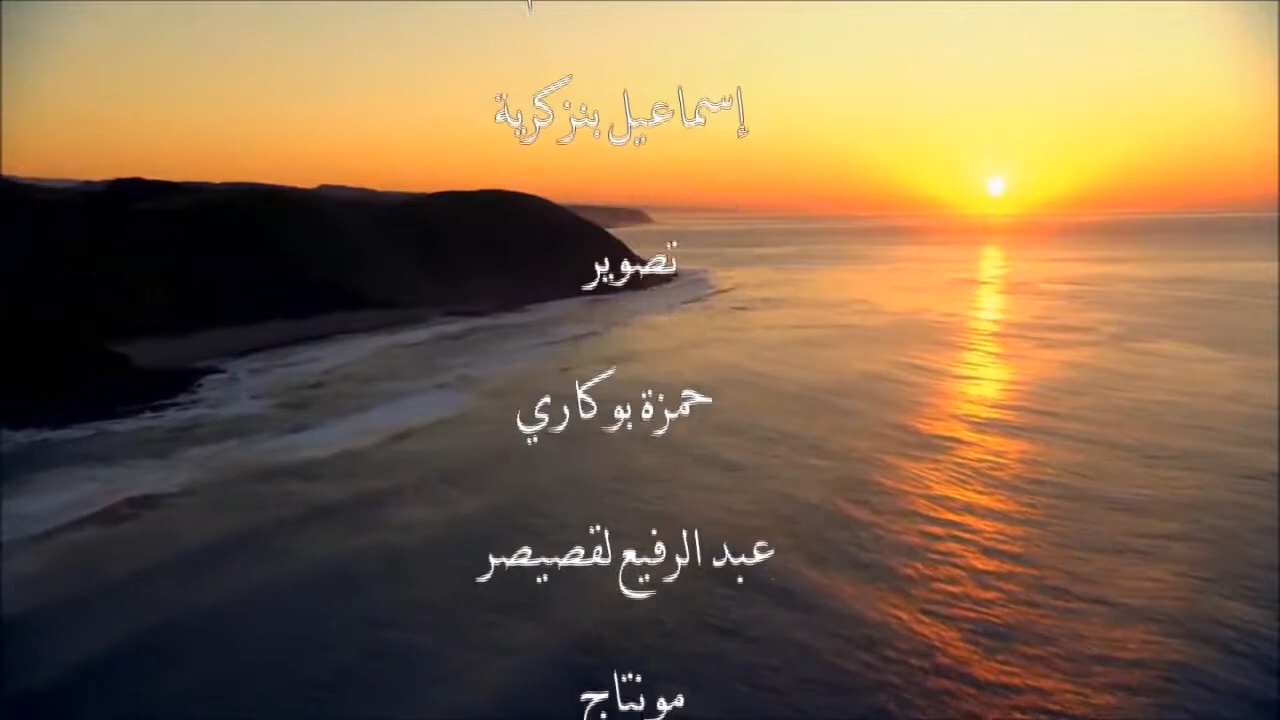 إسماعيل بنزكرية
تصوير
حمزة بوكاري
عبد الرفيع لقصيصر
مونتاج